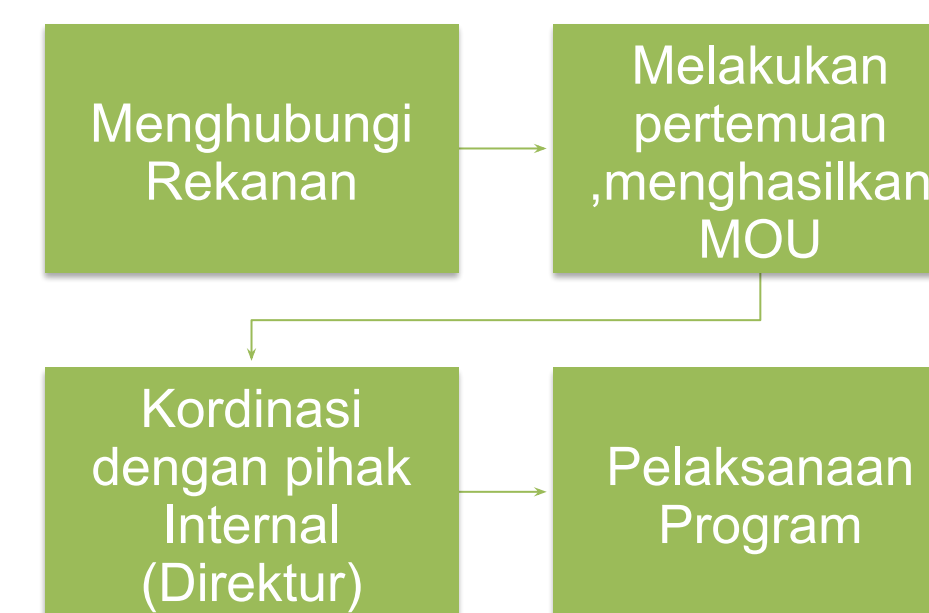 Menghubungi
Rekanan
Melakukan
pertemuan
,menghasilkan
MOU
Kordinasi
dengan pihak
Internal
(Direktur)
Pelaksanaan
Program